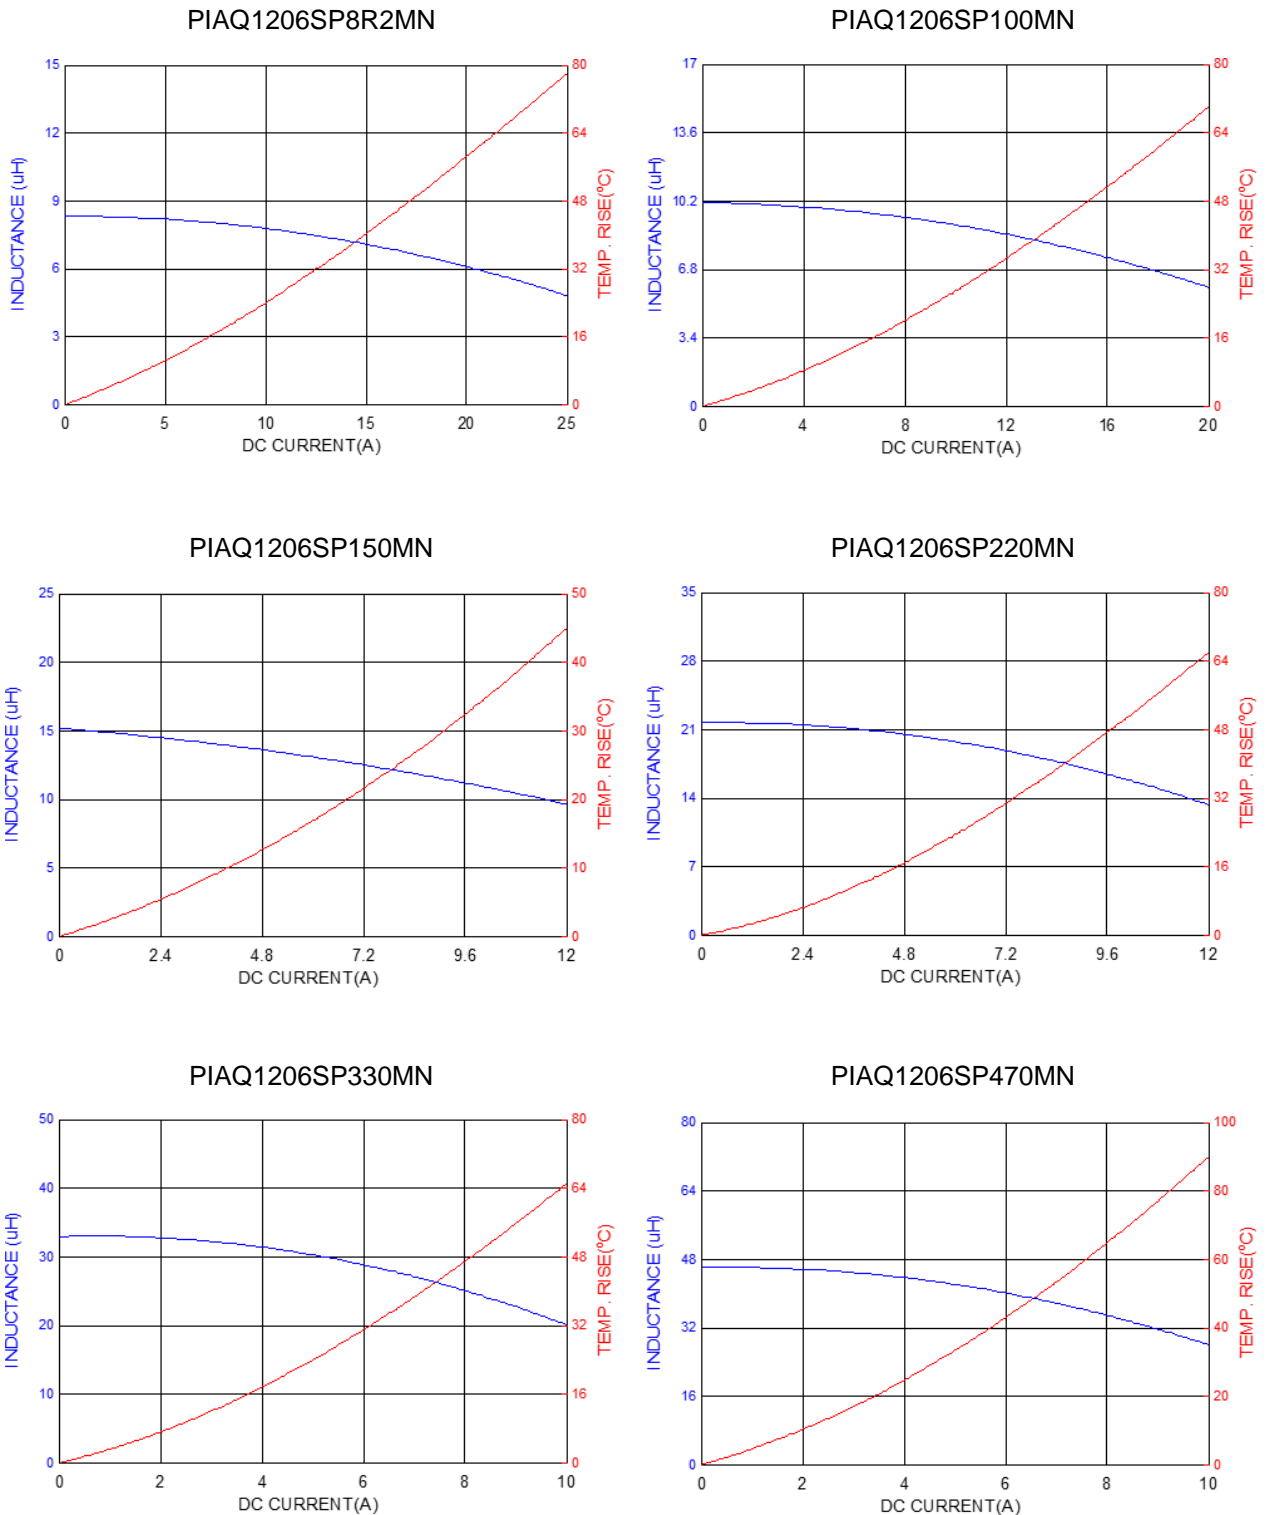 PIAQ1206SP8R2MN
15
12
9
6
3
0
INDUCTANCE (uH)
80
64
48
32
16
0
TEMP. RISE(ºC)
0 5 10 15 20 25
DC CURRENT(A)
PIAQ1206SP100MN
17
13.6
10.2
6.8
3.4
0
INDUCTANCE (uH)
80
64
48
32
16
0
TEMP. RISE(ºC)
0 4 8 12 16 20
DC CURRENT(A)
PIAQ1206SP150MN
25
20
15
10
5
0
INDUCTANCE (uH)
50
40
30
20
10
0
TEMP. RISE(ºC)
0 2.4 4.8 7.2 9.6 12
DC CURRENT(A)
PIAQ1206SP220MN
35
28
21
14
7
0
INDUCTANCE (uH)
80
64
48
32
16
0
TEMP. RISE(ºC)
0 2.4 4.8 7.2 9.6 12
DC CURRENT(A)
PIAQ1206SP330MN
50
40
30
20
10
0
INDUCTANCE (uH)
80
64
48
32
16
0
TEMP. RISE(ºC)
0 2 4 6 8 10
DC CURRENT(A)
PIAQ1206SP470MN
80
64
48
32
16
0
INDUCTANCE (uH)
100
80
60
40
20
0
TEMP. RISE(ºC)
0 2 4 6 8 10
DC CURRENT(A)